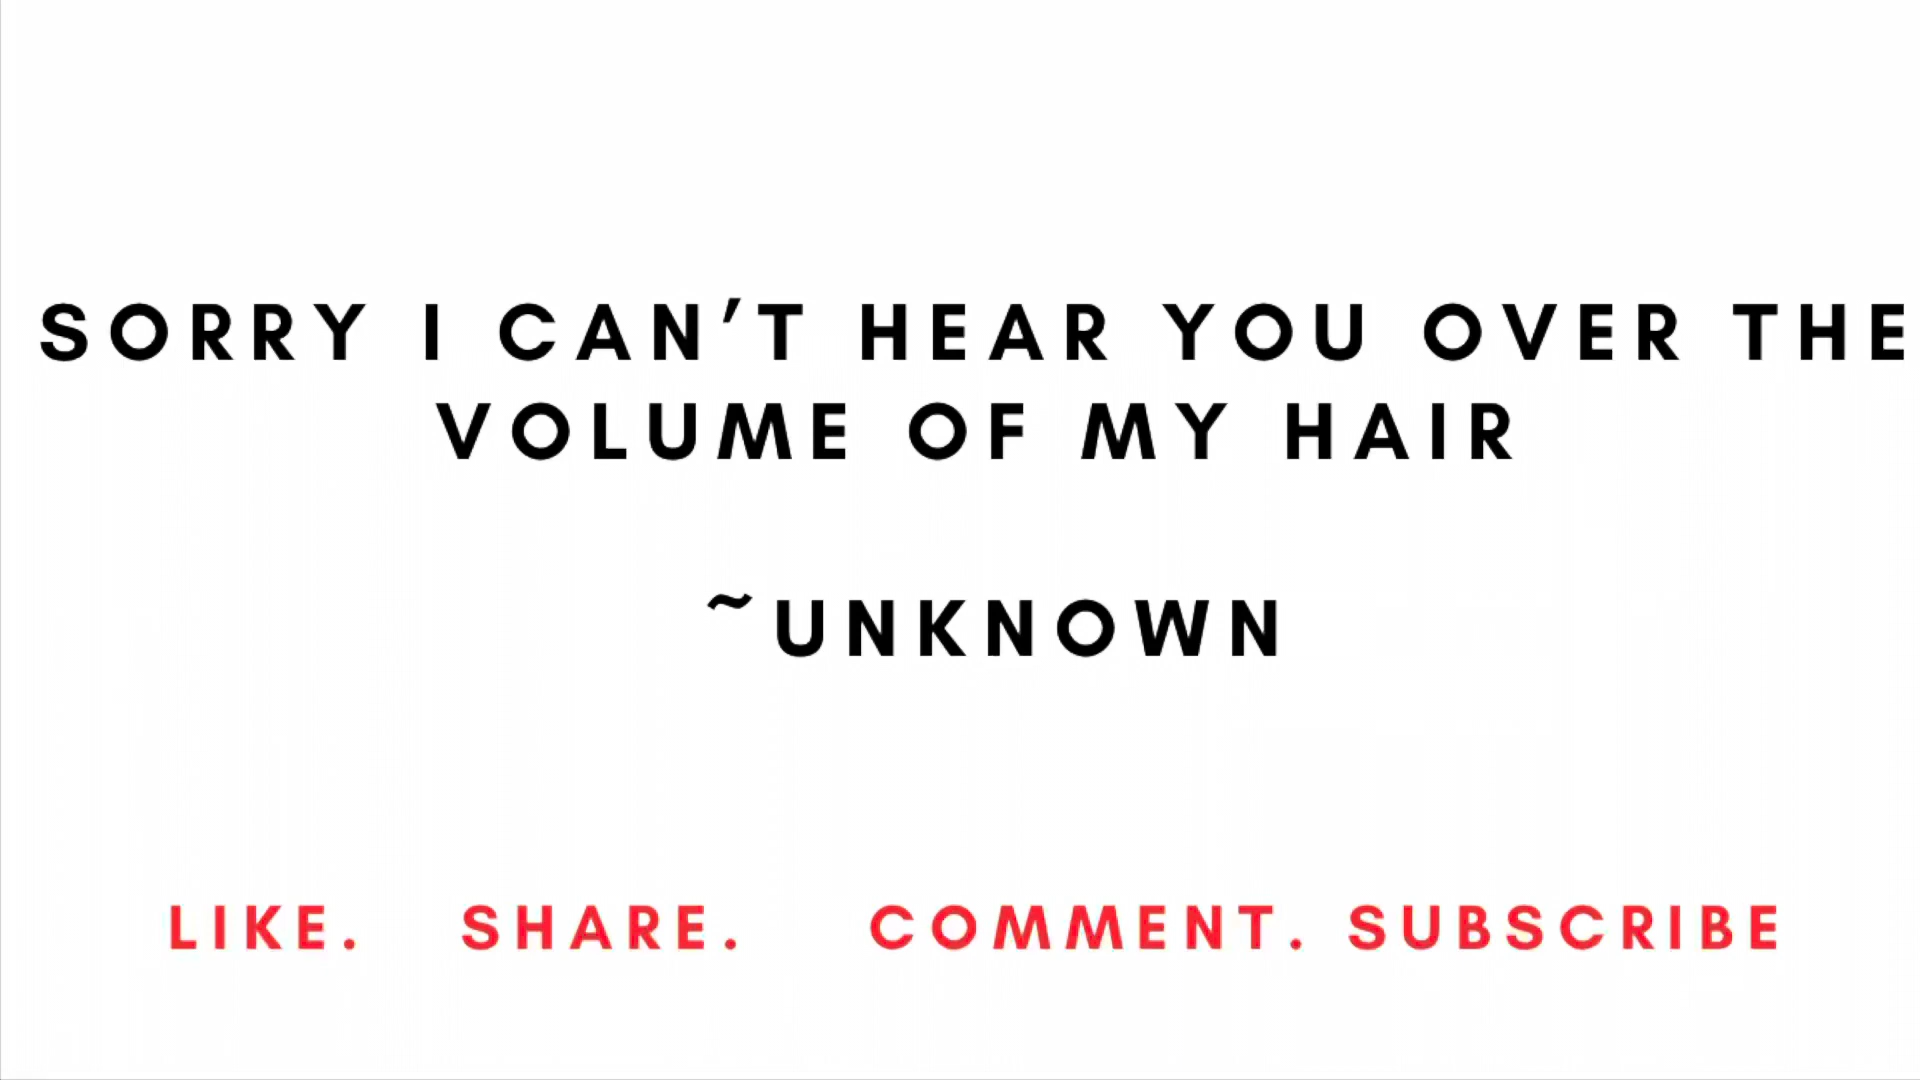 SORRY I CAN’T HEAR YOU OVER THE
VOLUME OF MY HAIR
~UNKNOWN
LIKE. SHARE. COMMENT. SUBSCRIBE